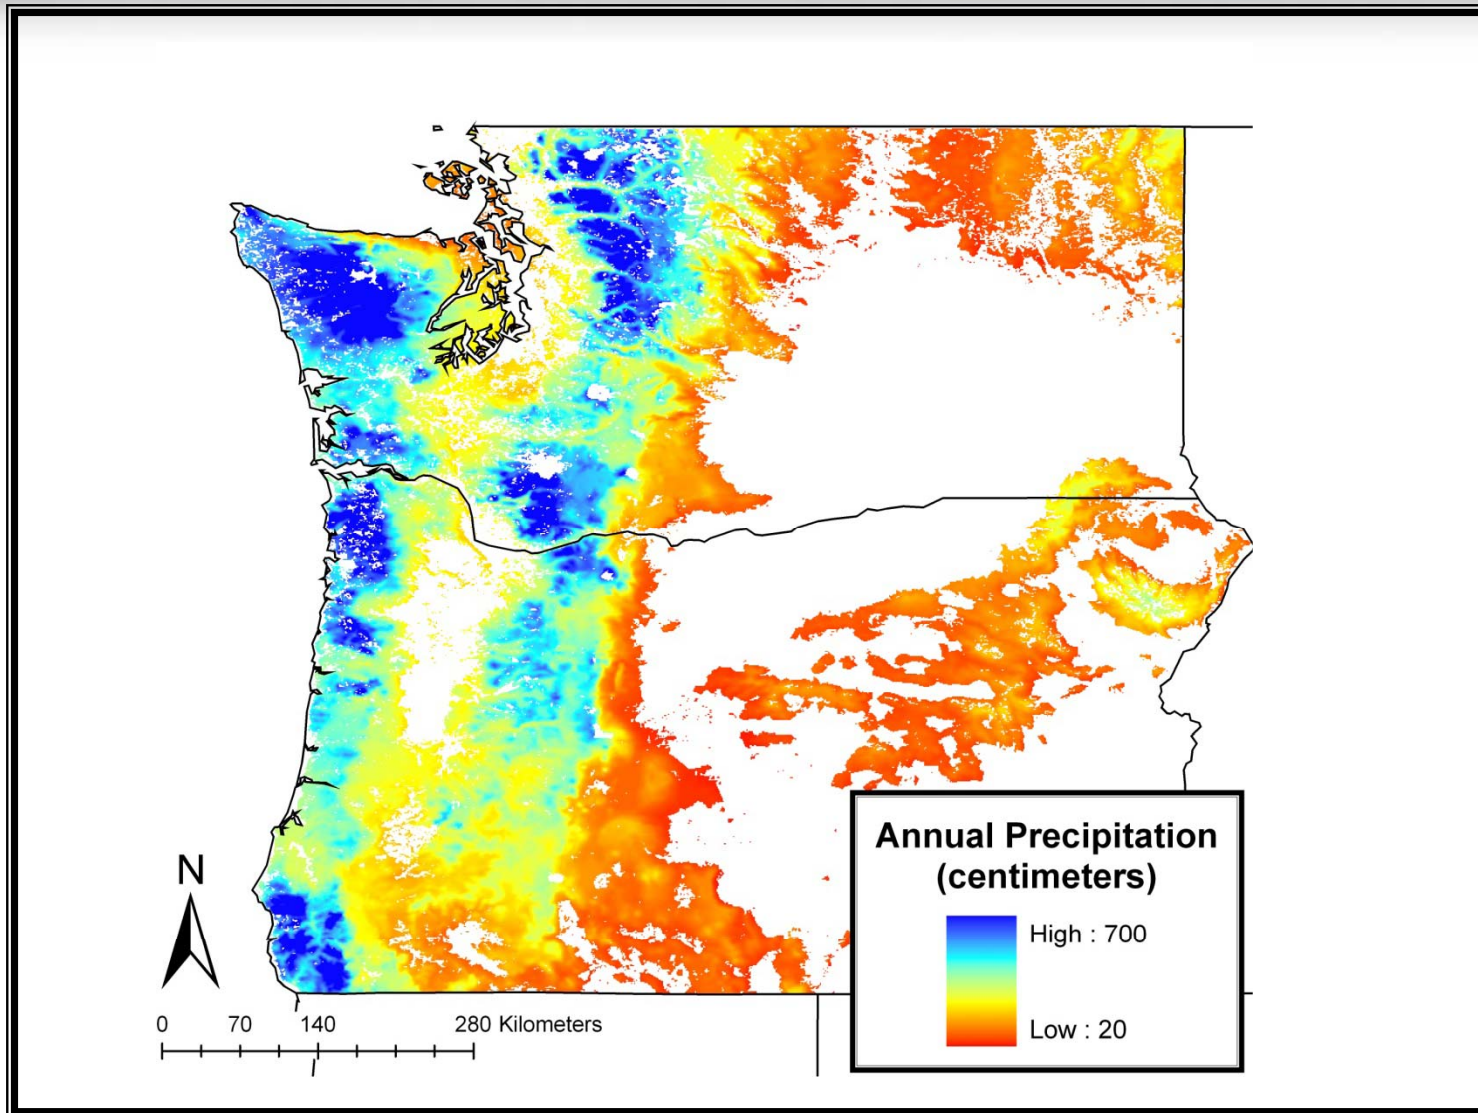 N
0 70 140 280 Kilometers
Annual Precipitation
(centimeters)
High : 700
Low : 20